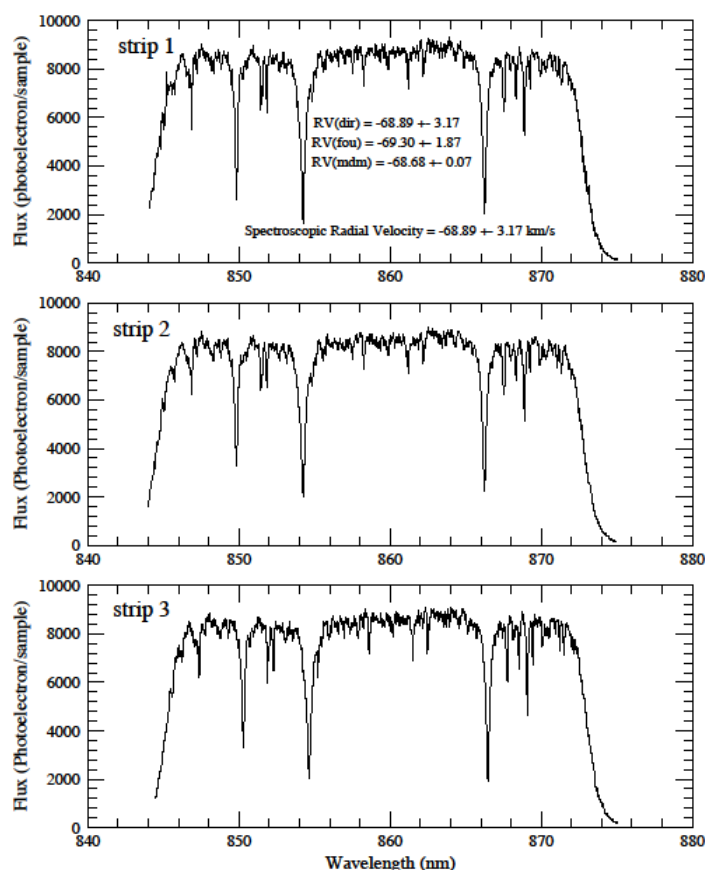 10000
strip 1
8000
RV(dir) = -68.89 +- 3.17
6000
RV(fou) = -69.30 +- 1.87
RV(mdm) = -68.68 +- 0.07
4000
2000
Spectroscopic Radial Velocity = -68.89 +- 3.17 km/s
0
Flux (photoelectron/sample)
840 850 860 870 880
10000
strip 2
8000
6000
4000
2000
0
Flux (Photoelectron/sample)
840 850 860 870 880
10000
strip 3
8000
6000
4000
2000
0
Flux (Photoelectron/sample)
840 850 860 870 880
Wavelength (nm)